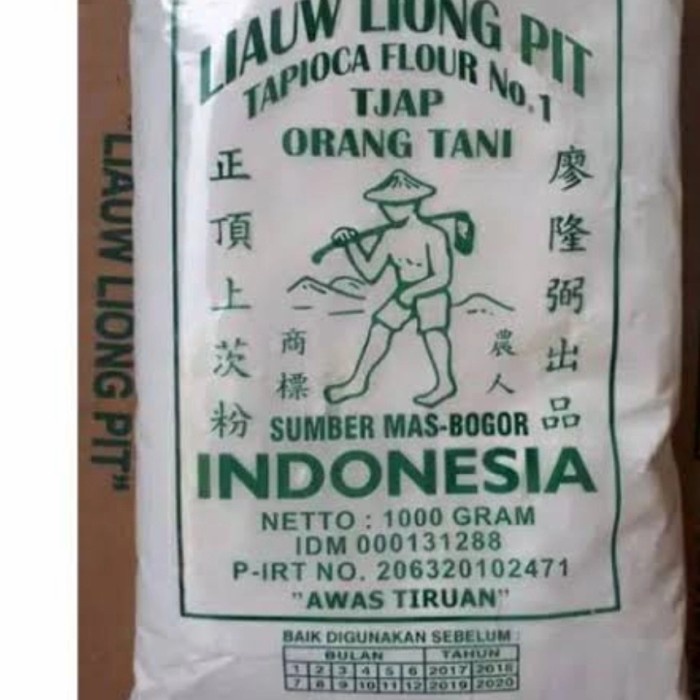 LIAUW LIONG PIT
TAPIOCA FLOUR No.1
TJAP
ORANG TANI
正頂上茨粉
廖隆弼出品
商標
農人
SUMBER MAS-BOGOR
INDONESIA
NETTO : 1000 GRAM
IDM 000131288
P-IRT NO. 206320102471
"AWAS TIRUAN"
BAIK DIGUNAKAN SEBELUM :
BULAN TAHUN
1 2 3 4 5 6 2017 2018
7 8 9 10 11 12 2019 2020
"LIAUW LIONG PIT"